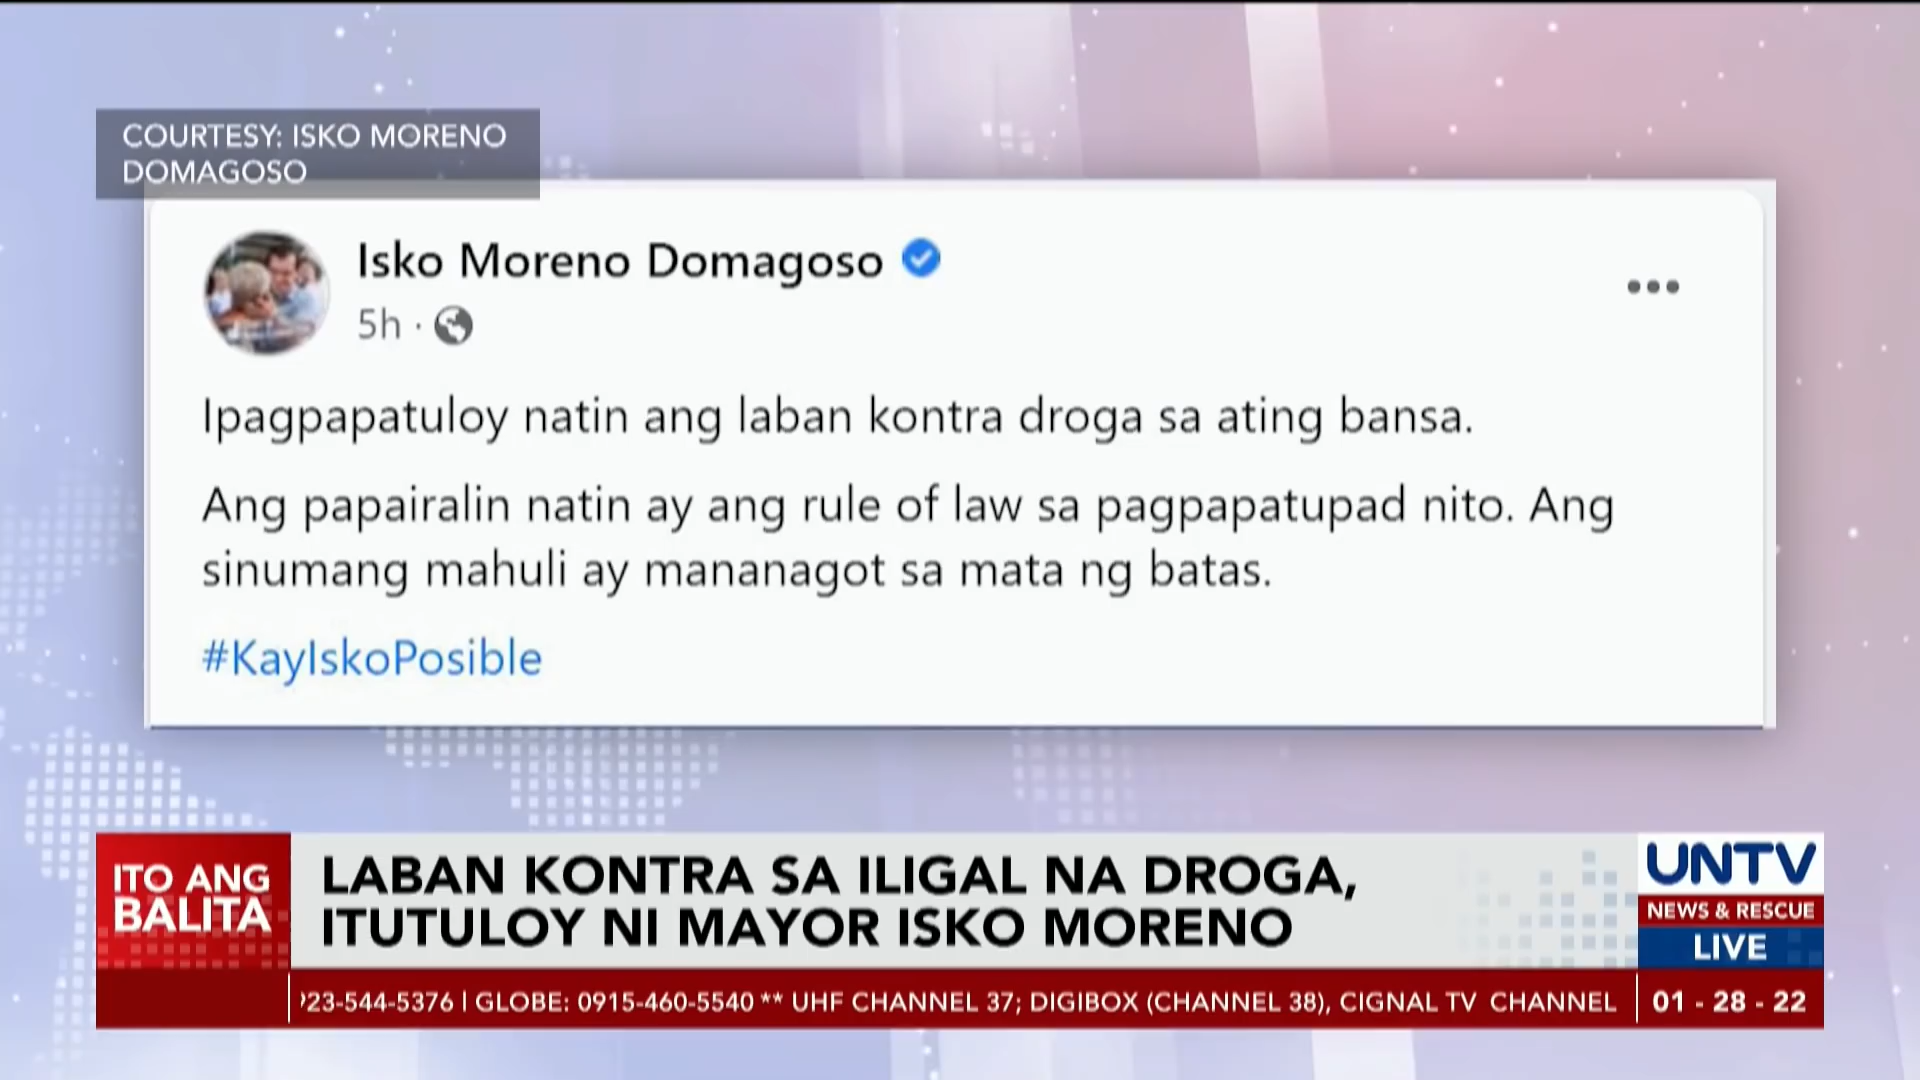 COURTESY: ISKO MORENO
DOMAGOSO
Isko Moreno Domagoso
5h ·
Ipagpapatuloy natin ang laban kontra droga sa ating bansa.
Ang papairalin natin ay ang rule of law sa pagpapatupad nito. Ang
sinumang mahuli ay mananagot sa mata ng batas.
#KayIskoPosible
ITO ANG
BALITA
LABAN KONTRA SA ILIGAL NA DROGA,
ITUTULOY NI MAYOR ISKO MORENO
UNTV
NEWS & RESCUE
LIVE
23-544-5376 | GLOBE: 0915-460-5540 ** UHF CHANNEL 37; DIGIBOX (CHANNEL 38), CIGNAL TV CHANNEL
01 - 28 - 22